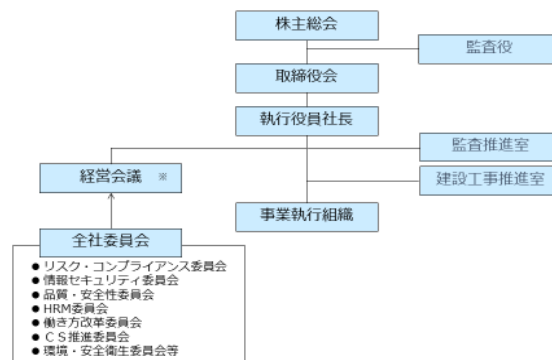 株主総会
監査役
取締役会
執行役員社長
監査推進室
経営会議 ※
建設工事推進室
事業執行組織
全社委員会
● リスク・コンプライアンス委員会
● 情報セキュリティ委員会
● 品質・安全性委員会
● HRM委員会
● 働き方改革委員会
● ＣＳ推進委員会
● 環境・安全衛生委員会等